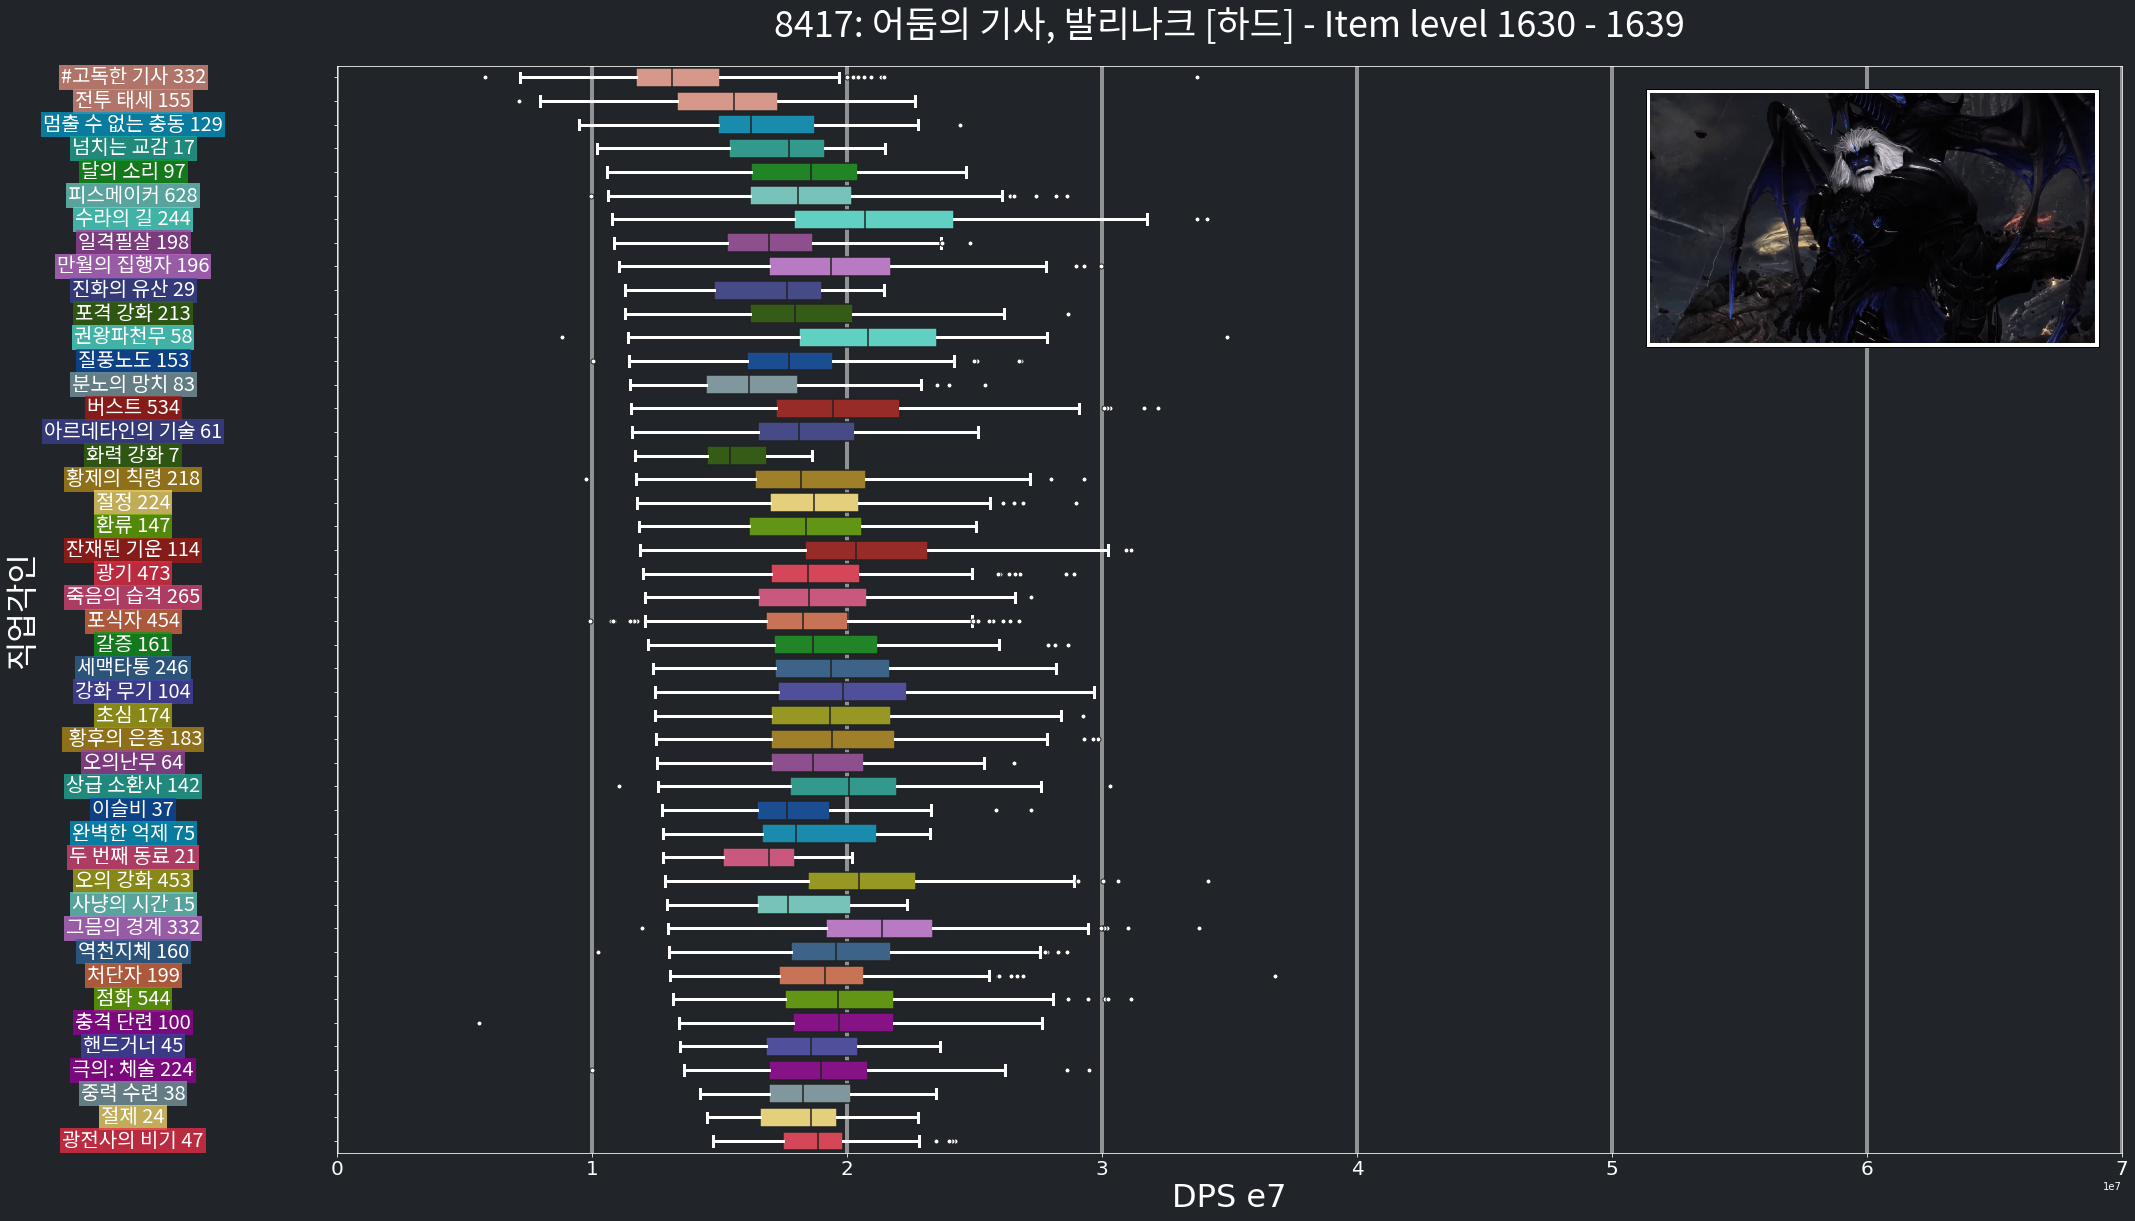 8417: 어둠의 기사, 발리나크 [하드] - Item level 1630 - 1639
#고독한 기사 332
전투 태세 155
멈출 수 없는 충동 129
넘치는 교감 17
달의 소리 97
피스메이커 628
수라의 길 244
일격필살 198
만월의 집행자 196
진화의 유산 29
포격 강화 213
권왕파천무 58
질풍노도 153
분노의 망치 83
버스트 534
아르데타인의 기술 61
화력 강화 7
황제의 칙령 218
절정 224
환류 147
잔재된 기운 114
광기 473
죽음의 습격 265
포식자 454
갈증 161
세맥타통 246
강화 무기 104
초심 174
황후의 은총 183
오의난무 64
상급 소환사 142
이슬비 37
완벽한 억제 75
두 번째 동료 21
오의 강화 453
사냥의 시간 15
그믐의 경계 332
역천지체 160
처단자 199
점화 544
충격 단련 100
핸드거너 45
극의: 체술 224
중력 수련 38
절제 24
광전사의 비기 47
직업각인
0 1 2 3 4 5 6 7
1e7
DPS e7